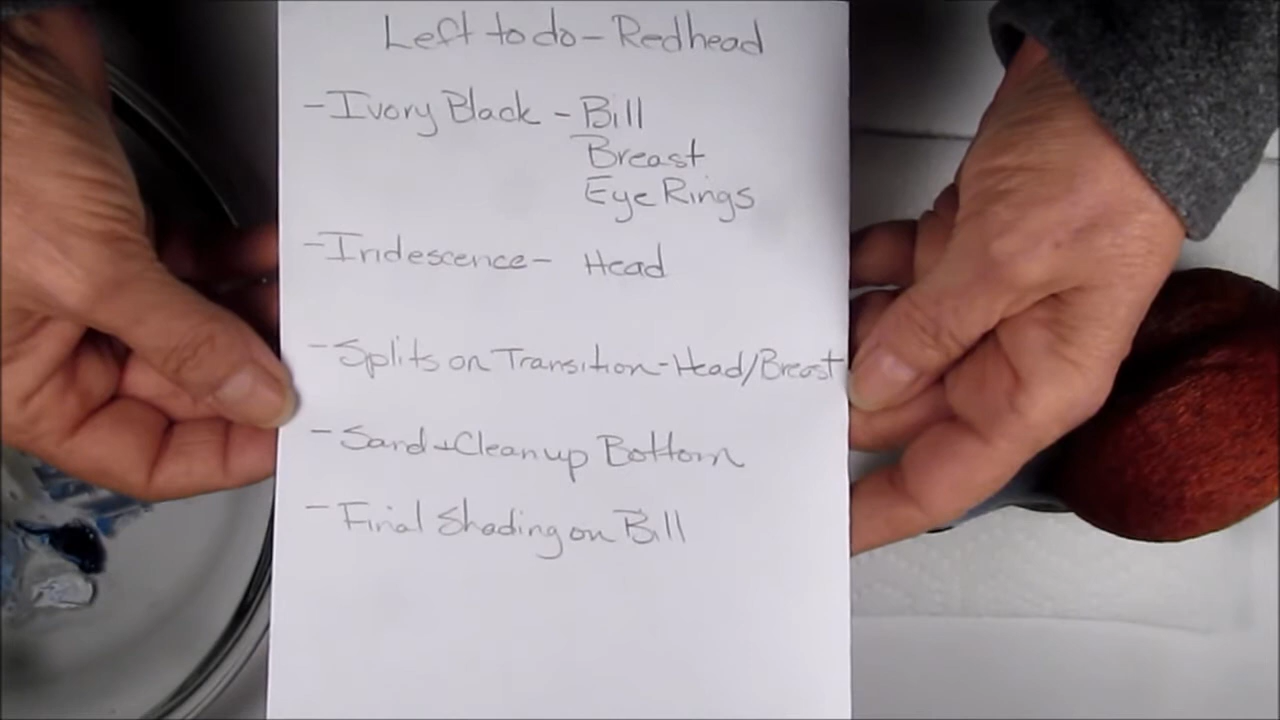 Left to do - Redhead
- Ivory Black - Bill
Breast
Eye Rings
- Iridescence - Head
- Splits on Transition - Head/Breast
- Sand + Clean up Bottom
- Final Shading on Bill